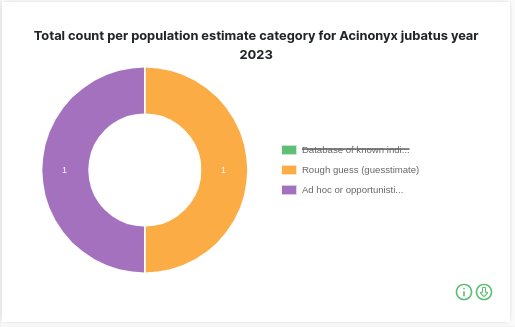 Total count per population estimate category for Acinonyx jubatus year
2023
Database of known indi...
Rough guess (guesstimate)
Ad hoc or opportunisti...
1
1